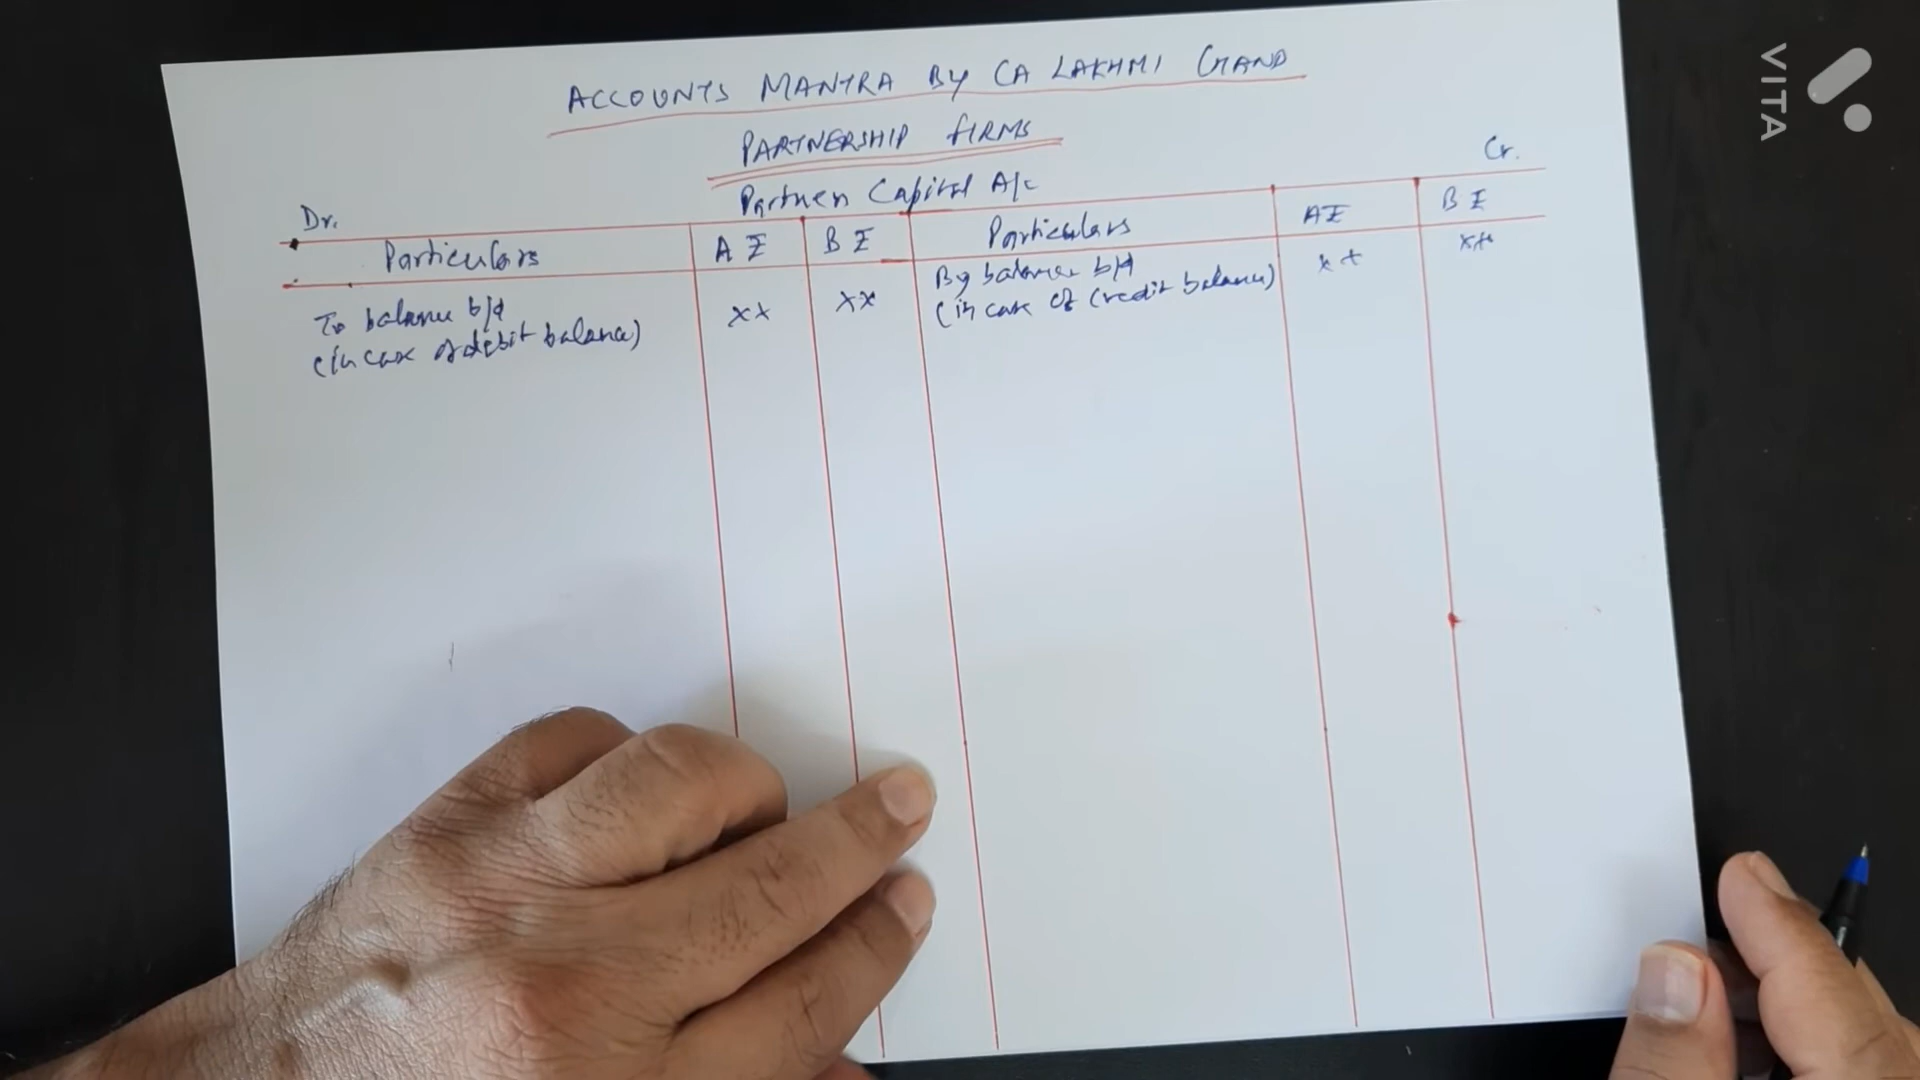 ACCOUNTS MANTRA BY CA LAKHMI CHAND
PARTNERSHIP FIRMS
Partner Capital A/c
Dr.
Cr.
Particulars A ₹ B ₹ Particulars A ₹ B ₹
To balance b/d xx xx
(in case of debit balance)
By balance b/d xx xx
(in case of Credit balance)
VITA